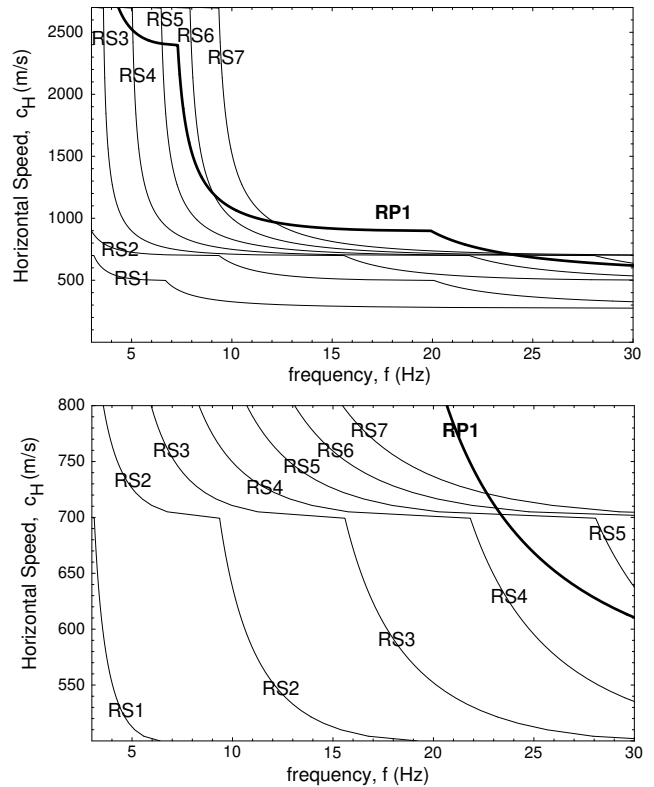 2500
2000
1500
1000
500
Horizontal Speed, c_H (m/s)
RS3
RS5
RS6
RS4
RS7
RP1
RS2
RS1
5 10 15 20 25 30
frequency, f (Hz)
800
750
700
650
600
550
Horizontal Speed, c_H (m/s)
RS7
RP1
RS3
RS6
RS2
RS5
RS4
RS5
RS4
RS3
RS2
RS1
5 10 15 20 25 30
frequency, f (Hz)